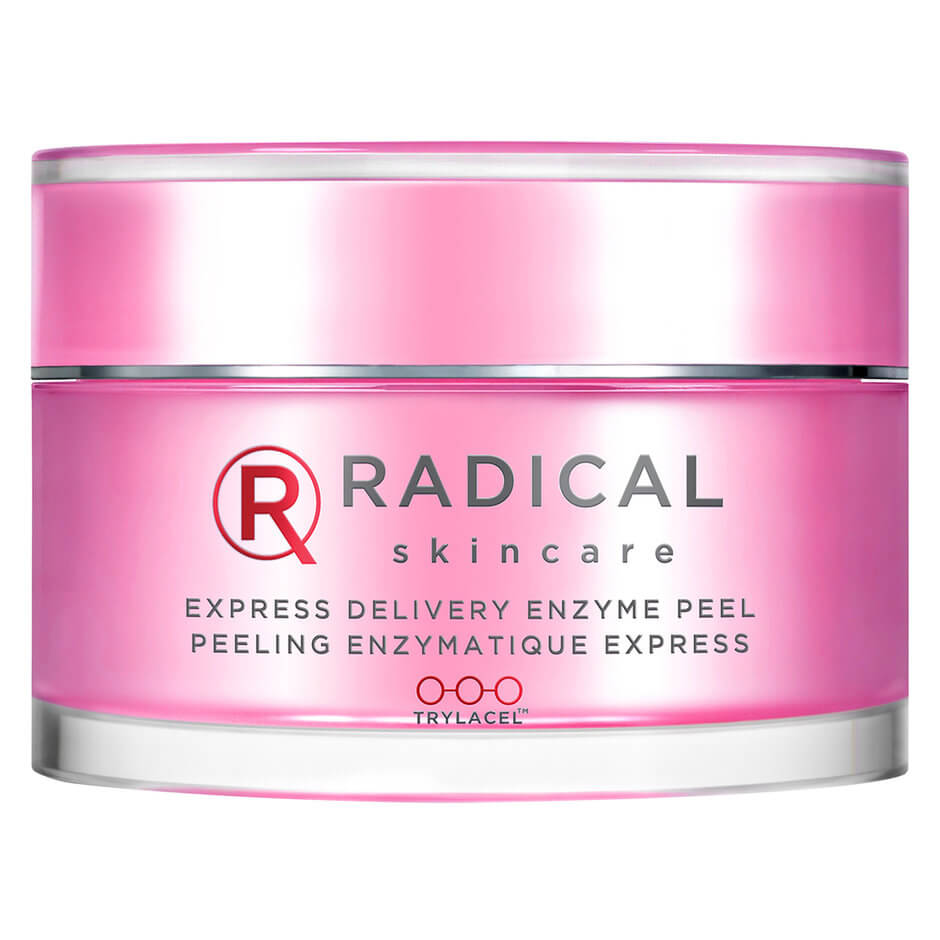 R RADICAL
skincare
EXPRESS DELIVERY ENZYME PEEL
PEELING ENZYMATIQUE EXPRESS
TRYLACEL™